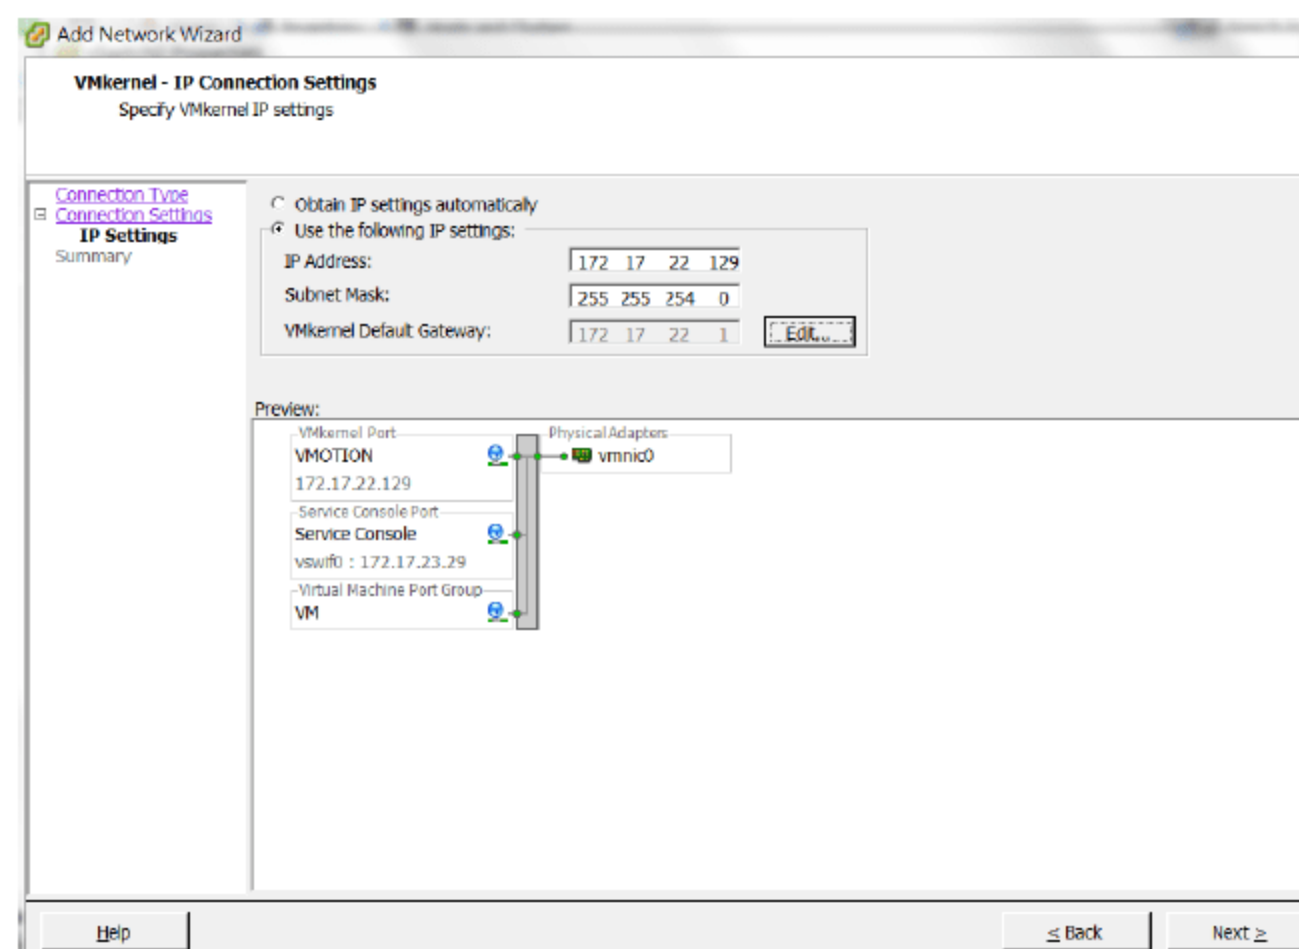 Add Network Wizard
VMkernel - IP Connection Settings
Specify VMkernel IP settings
Connection Type
Connection Settings
IP Settings
Summary
Obtain IP settings automatically
Use the following IP settings:
IP Address: 172 17 22 129
Subnet Mask: 255 255 254 0
VMkernel Default Gateway: 172 17 22 1 Edit...
Preview:
VMkernel Port
VMOTION
172.17.22.129
Physical Adapters
vmnic0
Service Console Port
Service Console
vswif0 : 172.17.23.29
Virtual Machine Port Group
VM
Help
≤ Back
Next ≥